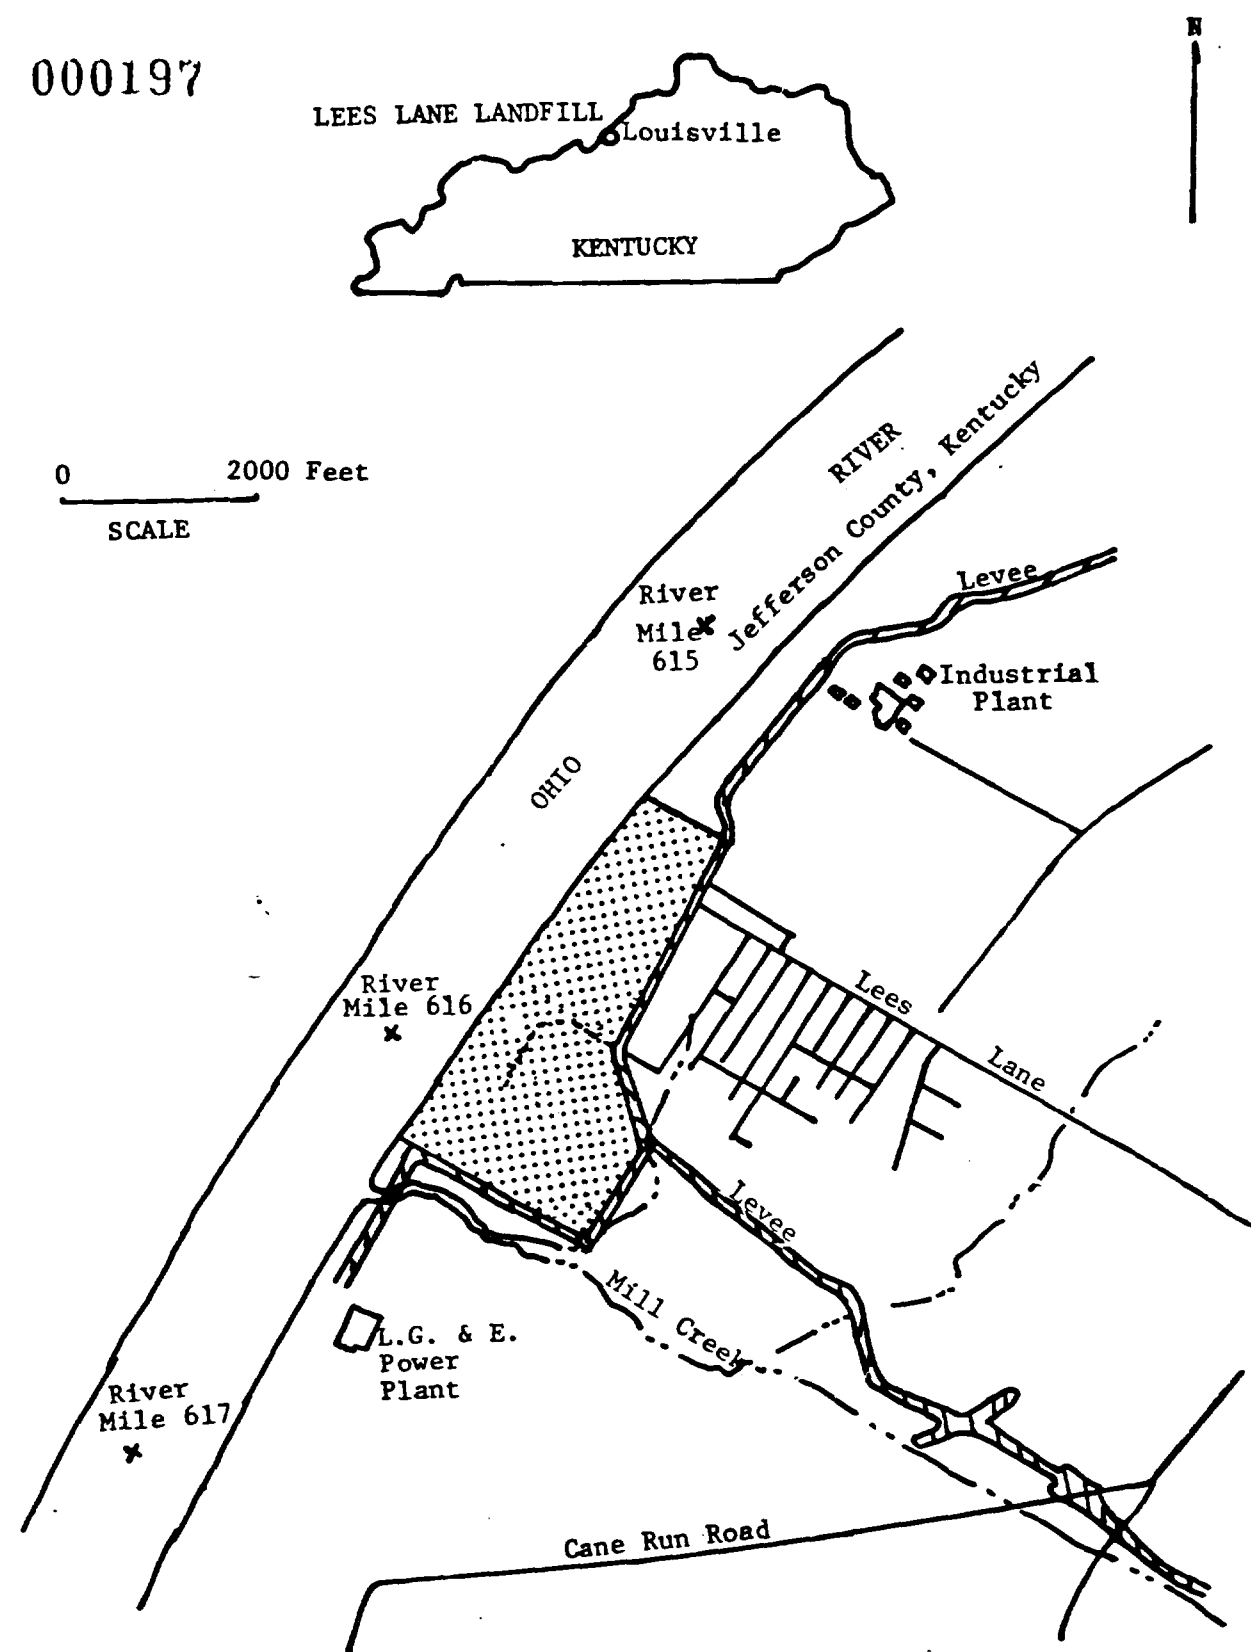 N
000197
LEES LANE LANDFILL
Louisville
KENTUCKY
0 2000 Feet
SCALE
RIVER
Jefferson County, Kentucky
Levee
River
Mile
615
Industrial
Plant
OHIO
River
Mile 616
Lees
Lane
Levee
Mill Creek
L.G. & E.
Power
Plant
River
Mile 617
Cane Run Road